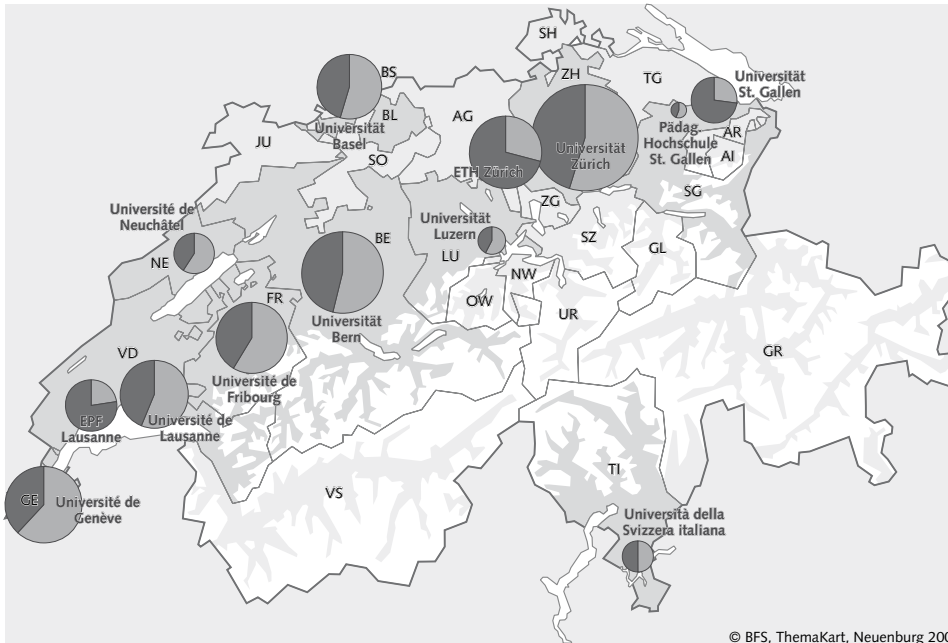 SH
BS
ZH
TG
Universität
St. Gallen
BL
AG
Universität
Basel
Pädag.
Hochschule
St. Gallen
AR
AI
JU
SO
ETH Zürich
Universität
Zürich
SG
ZG
Université de
Neuchâtel
NE
BE
Universität
Luzern
LU
SZ
GL
NW
OW
FR
Universität
Bern
UR
GR
VD
Université de
Fribourg
EPF
Lausanne
Université de
Lausanne
TI
VS
GE
Université de
Genève
Università della
Svizzera italiana
© BFS, ThemaKart, Neuenburg 200